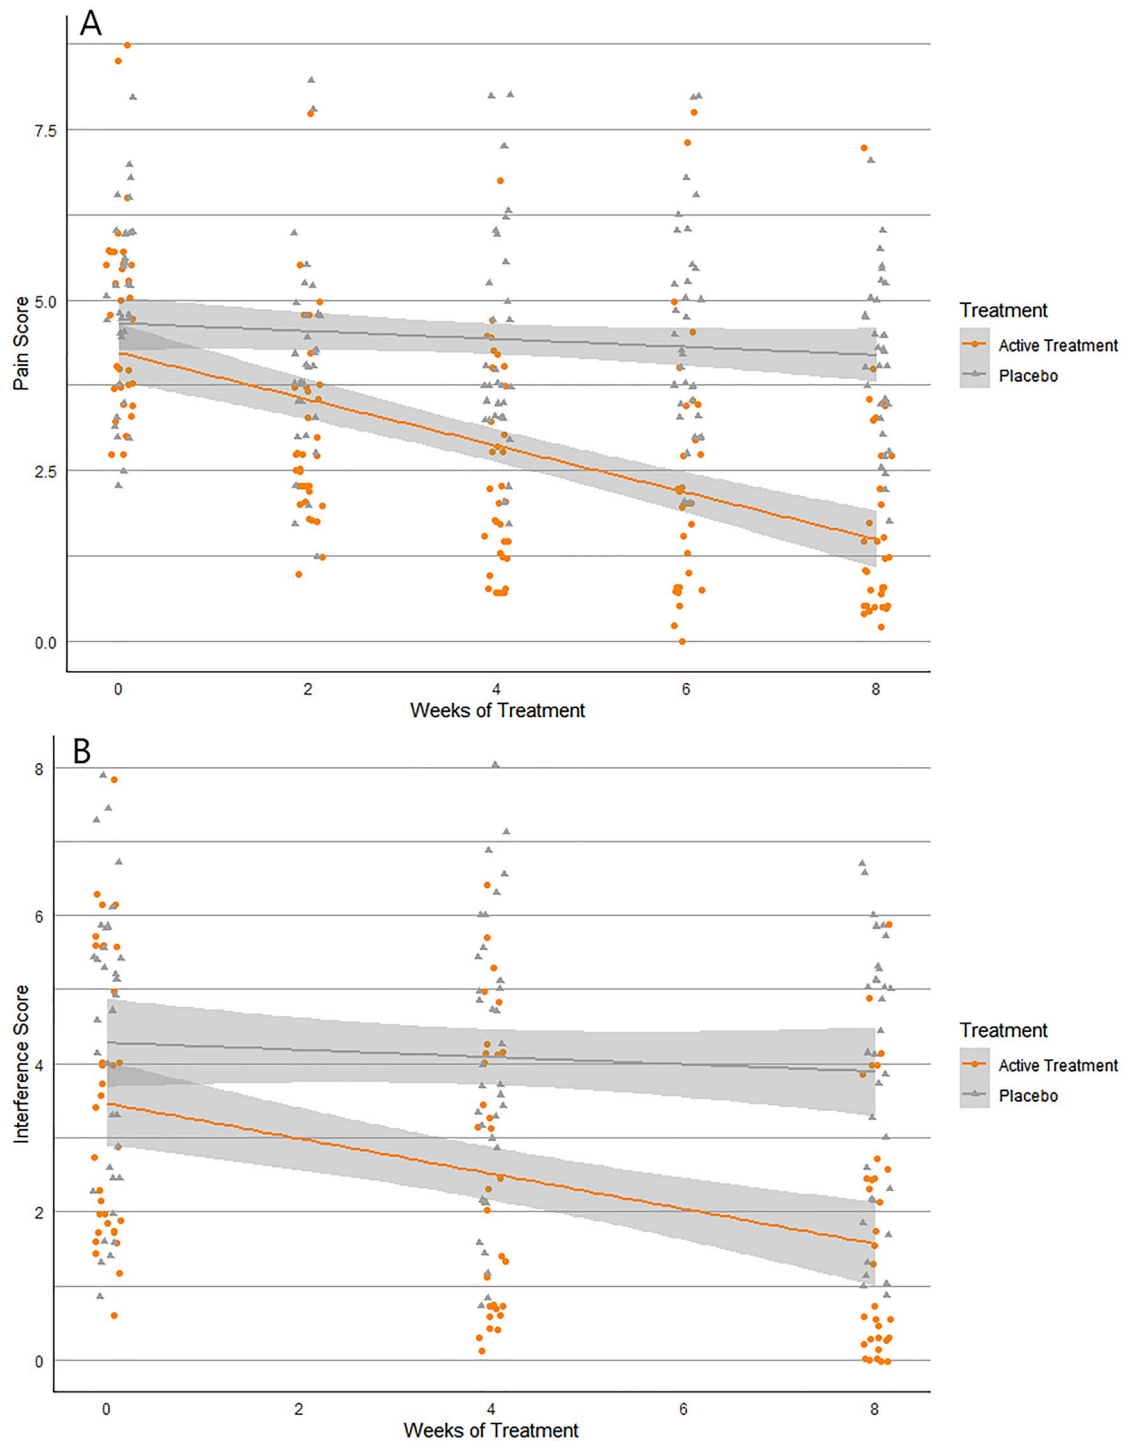 A
7.5
5.0
2.5
0.0
Pain Score
0 2 4 6 8
Weeks of Treatment
Treatment
Active Treatment
Placebo
B
8
6
4
2
0
Interference Score
0 2 4 6 8
Weeks of Treatment
Treatment
Active Treatment
Placebo